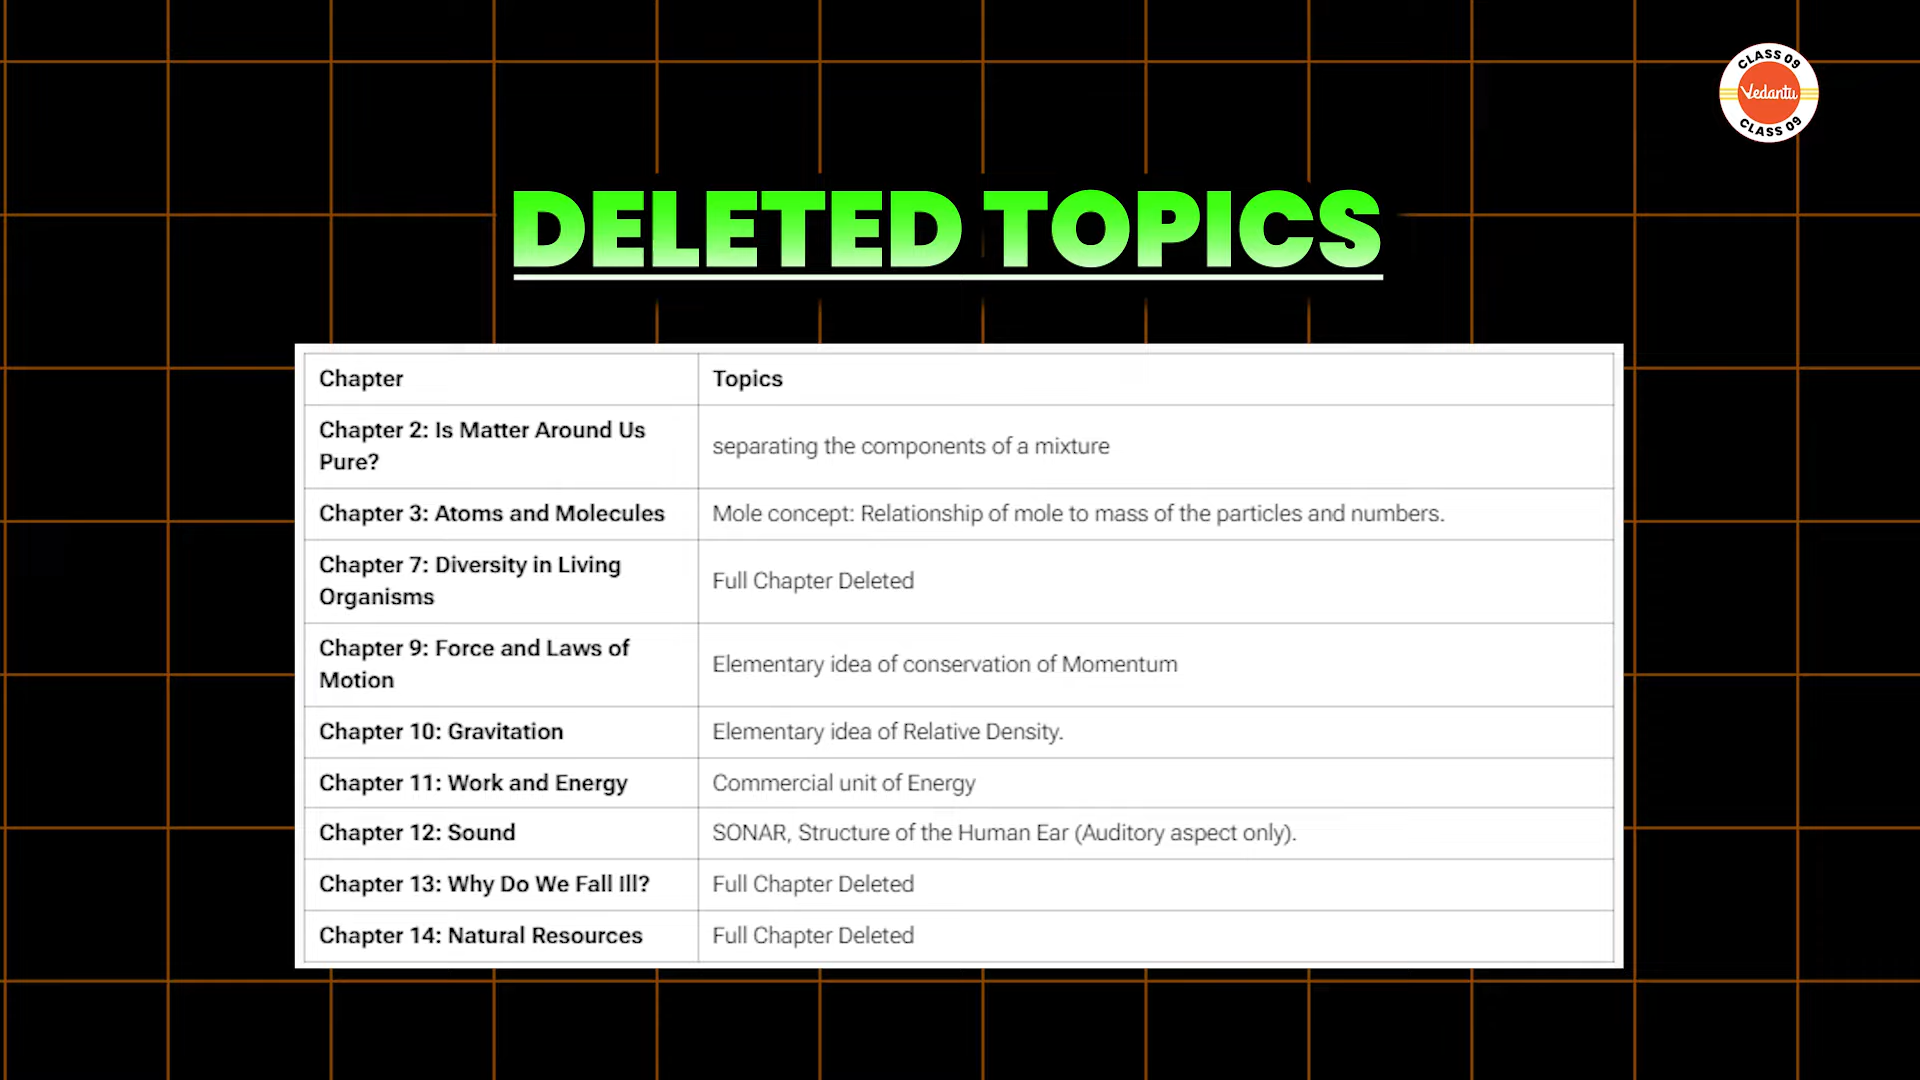 CLASS 09
Vedantu
CLASS 09
DELETED TOPICS
Chapter
Topics
Chapter 2: Is Matter Around Us
Pure?
separating the components of a mixture
Chapter 3: Atoms and Molecules
Mole concept: Relationship of mole to mass of the particles and numbers.
Chapter 7: Diversity in Living
Organisms
Full Chapter Deleted
Chapter 9: Force and Laws of
Motion
Elementary idea of conservation of Momentum
Chapter 10: Gravitation
Elementary idea of Relative Density.
Chapter 11: Work and Energy
Commercial unit of Energy
Chapter 12: Sound
SONAR, Structure of the Human Ear (Auditory aspect only).
Chapter 13: Why Do We Fall Ill?
Full Chapter Deleted
Chapter 14: Natural Resources
Full Chapter Deleted